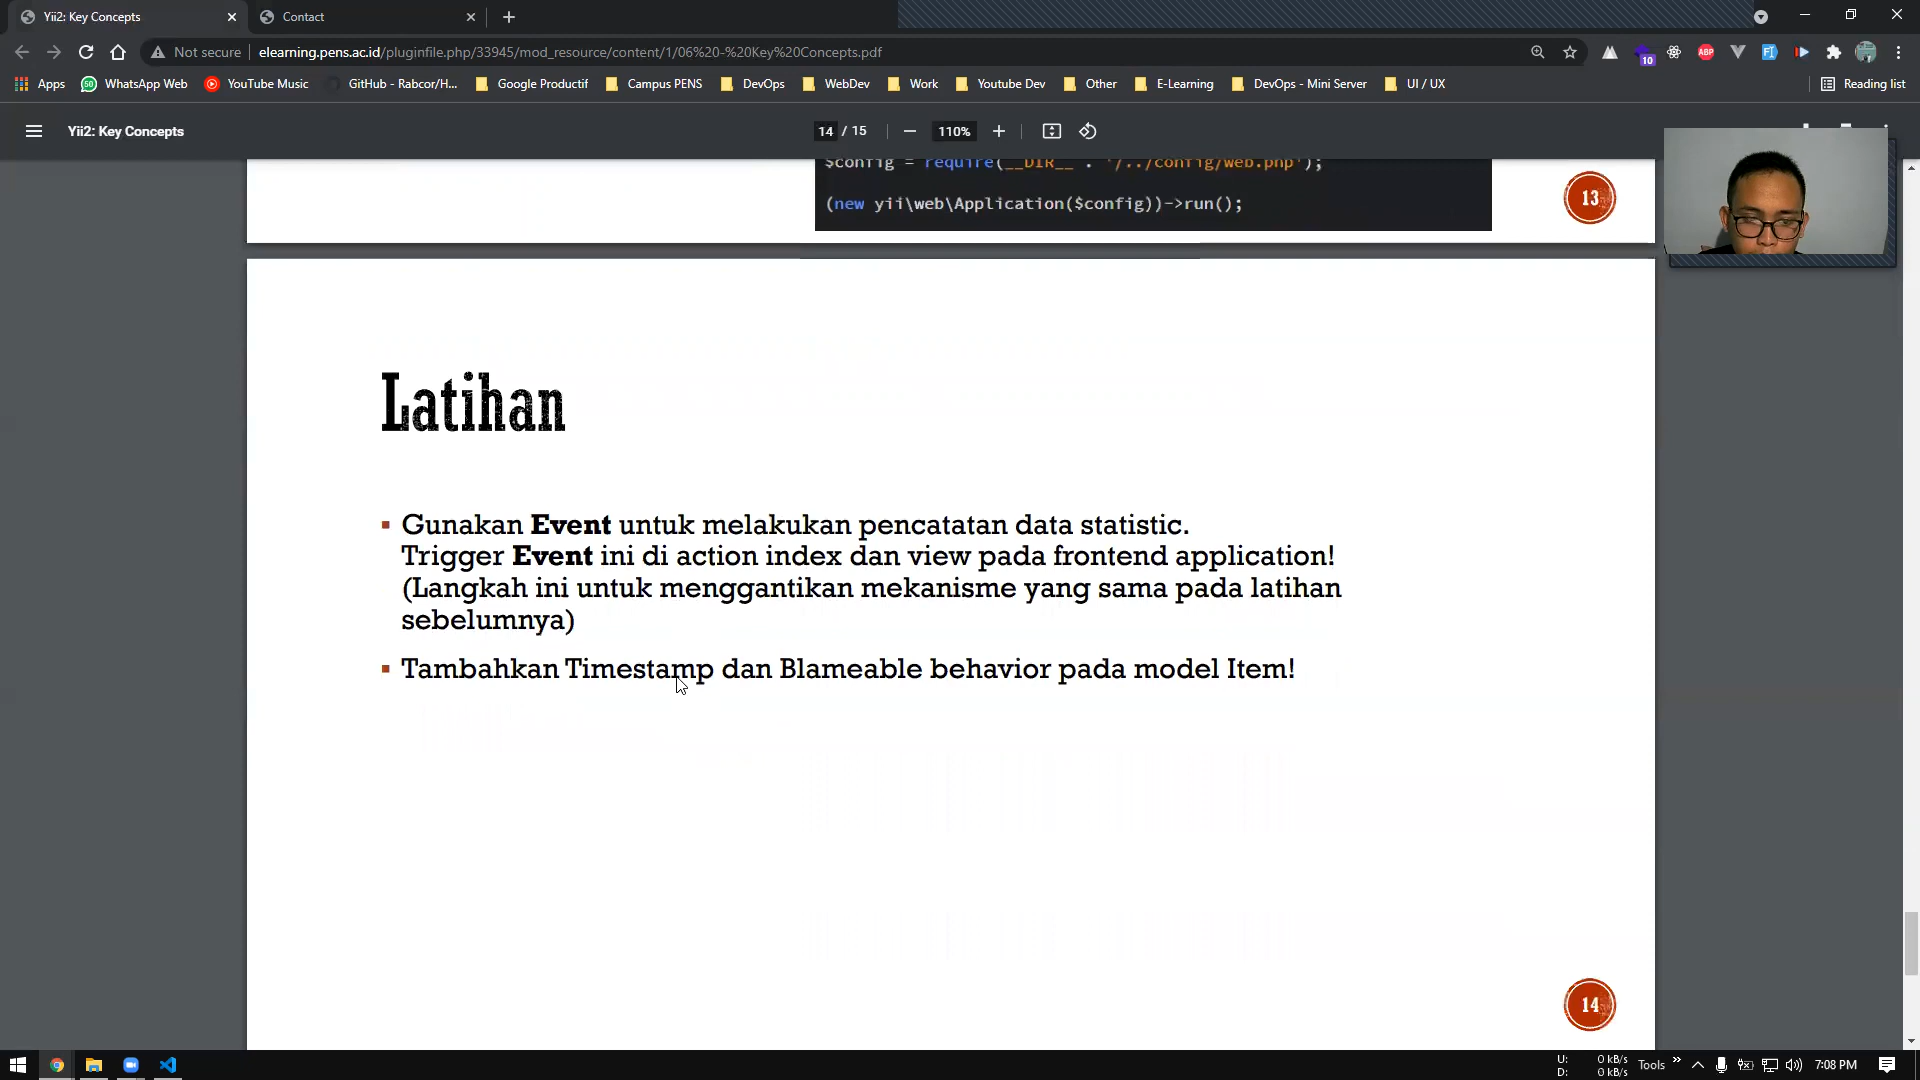 Yii2: Key Concepts
Contact
Not secure
elearning.pens.ac.id/pluginfile.php/33945/mod_resource/content/1/06%20-%20Key%20Concepts.pdf
10
ABP
Apps
50
WhatsApp Web
YouTube Music
GitHub - Rabcor/H...
Google Productif
Campus PENS
DevOps
WebDev
Work
Youtube Dev
Other
E-Learning
DevOps - Mini Server
UI / UX
Reading list
Yii2: Key Concepts
14 / 15
110%
$config = require(__DIR__ . '/../config/web.php');
(new yii\web\Application($config))->run();
13
Latihan
▪ Gunakan Event untuk melakukan pencatatan data statistic.
Trigger Event ini di action index dan view pada frontend application!
(Langkah ini untuk menggantikan mekanisme yang sama pada latihan
sebelumnya)
▪ Tambahkan Timestamp dan Blameable behavior pada model Item!
14
U: 0 kB/s
D: 0 kB/s
Tools
7:08 PM